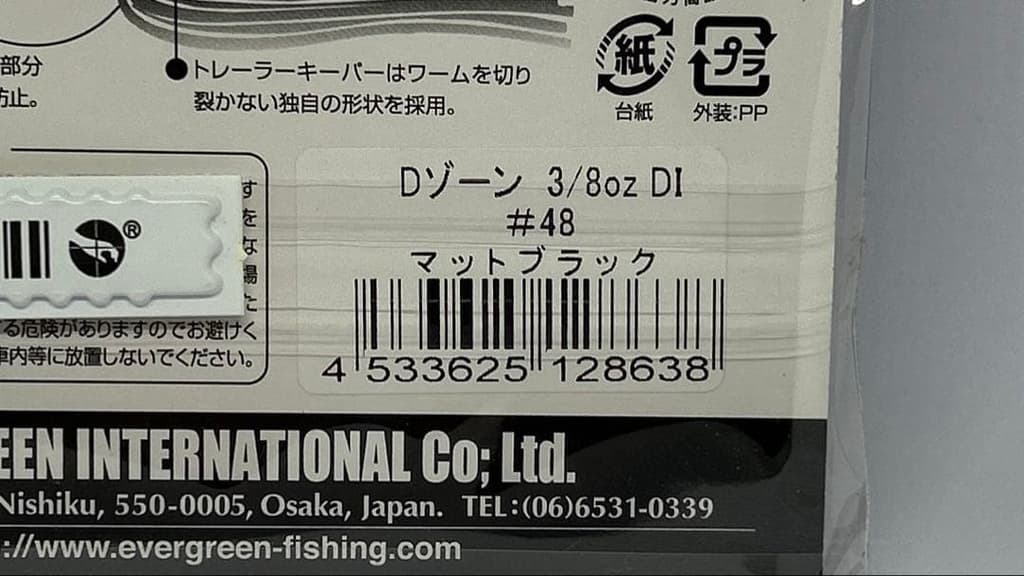 部分
防止。
トレーラーキーパーはワームを切り
裂かない独自の形状を採用。
紙
台紙
プラ
外装:PP
Dゾーン 3/8oz DI
#48
マットブラック
4 533625 128638
®
す
を
な
場
た
る危険がありますのでお避けく
車内等に放置しないでください。
EEN INTERNATIONAL Co; Ltd.
Nishiku, 550-0005, Osaka, Japan. TEL:(06)6531-0339
://www.evergreen-fishing.com